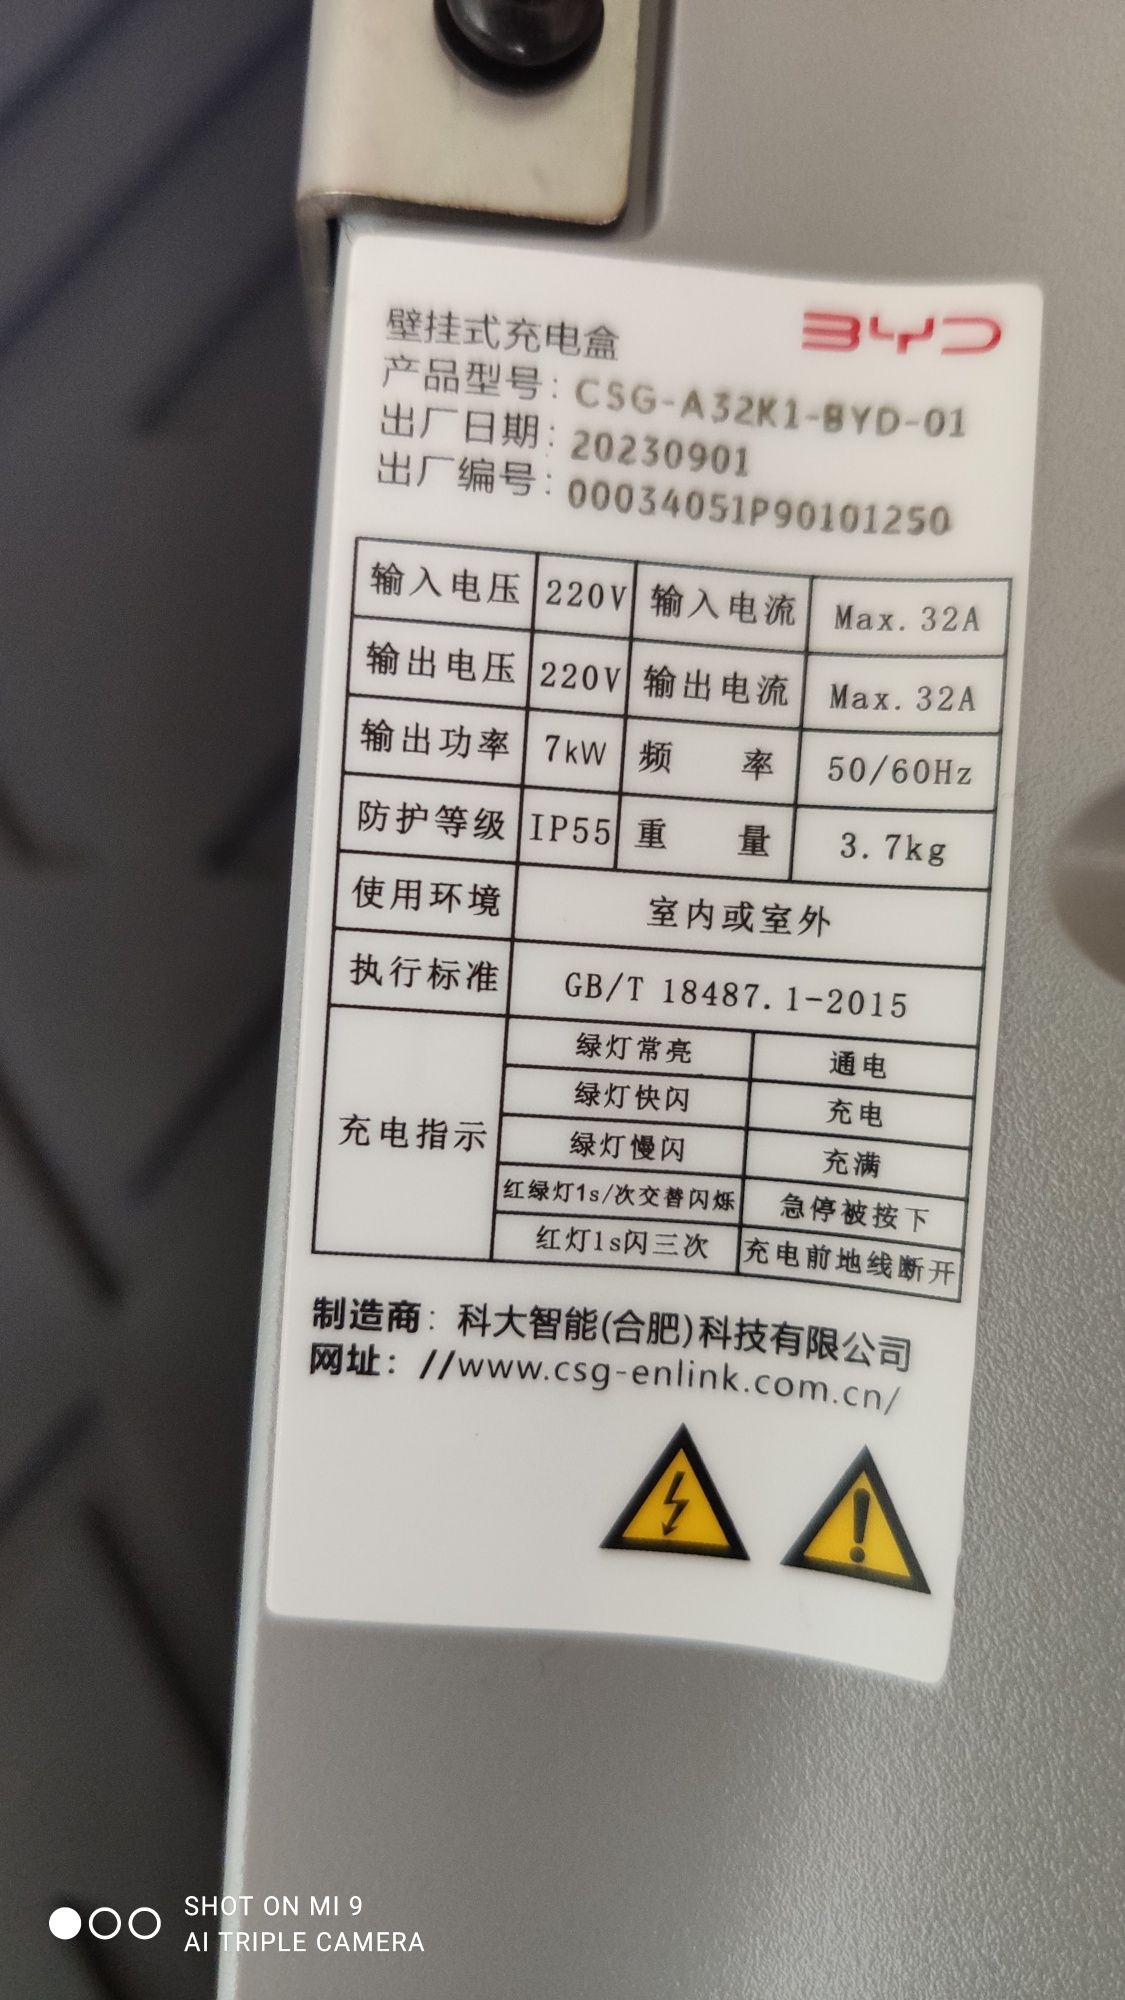 BYD
壁挂式充电盒
产品型号：CSG-A32K1-BYD-01
出厂日期：20230901
出厂编号：00034051P90101250
输入电压 220V 输入电流 Max. 32A
输出电压 220V 输出电流 Max. 32A
输出功率 7kW 频 率 50/60Hz
防护等级 IP55 重 量 3.7kg
使用环境 室内或室外
执行标准 GB/T 18487.1-2015
充电指示
绿灯常亮 通电
绿灯快闪 充电
绿灯慢闪 充满
红绿灯1s/次交替闪烁 急停被按下
红灯1s闪三次 充电前地线断开
制造商：科大智能(合肥)科技有限公司
网址：//www.csg-enlink.com.cn/
SHOT ON MI 9
AI TRIPLE CAMERA